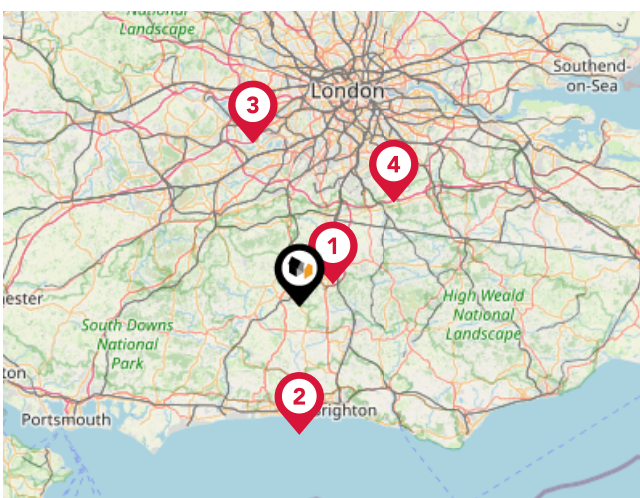 National
Landscape
London
Southend-
on-Sea
3
4
1
ester
South Downs
National
Park
High Weald
National
Landscape
ton
2
righton
Portsmouth